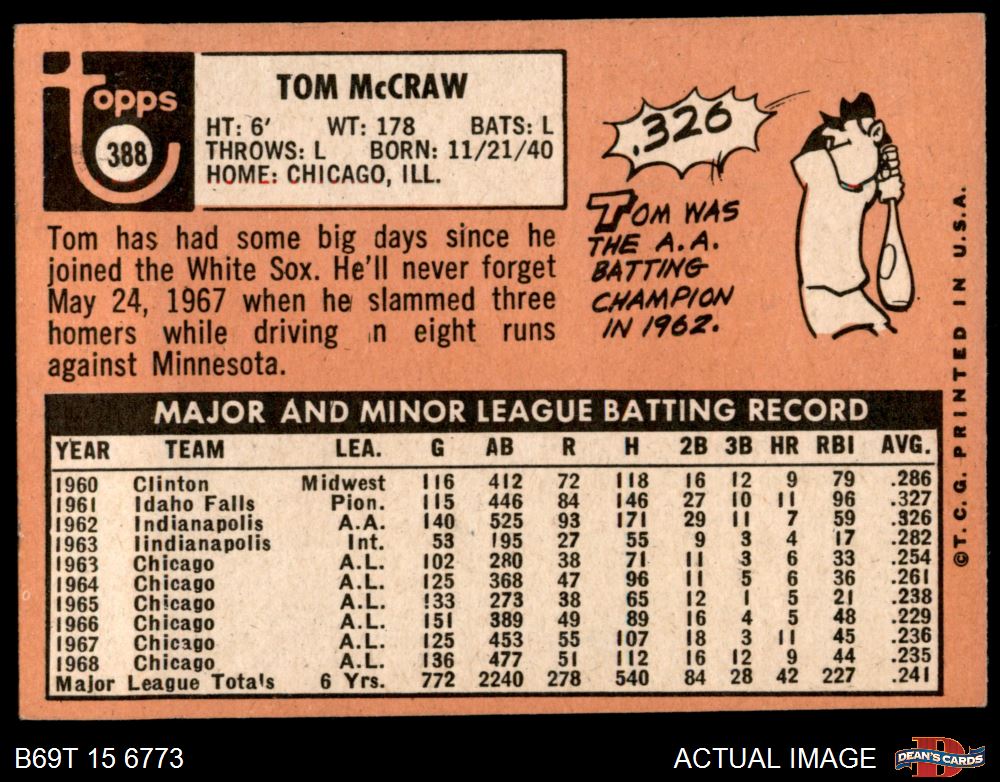 Topps
388
TOM McCRAW
HT: 6' WT: 178 BATS: L
THROWS: L BORN: 11/21/40
HOME: CHICAGO, ILL.
Tom has had some big days since he
joined the White Sox. He'll never forget
May 24, 1967 when he slammed three
homers while driving in eight runs
against Minnesota.
.326
TOM WAS
THE A.A.
BATTING
CHAMPION
IN 1962.
©T.C.G. PRINTED IN U.S.A.
MAJOR AND MINOR LEAGUE BATTING RECORD
YEAR TEAM LEA. G AB R H 2B 3B HR RBI AVG.
1960 Clinton Midwest 116 412 72 118 16 12 9 79 .286
1961 Idaho Falls Pion. 115 446 84 146 27 10 11 96 .327
1962 Indianapolis A.A. 140 525 93 171 29 11 7 59 .326
1963 Iindianapolis Int. 53 195 27 55 9 3 4 17 .282
1963 Chicago A.L. 102 280 38 71 11 3 6 33 .254
1964 Chicago A.L. 125 368 47 96 11 5 6 36 .261
1965 Chicago A.L. 133 273 38 65 12 1 5 21 .238
1966 Chicago A.L. 151 389 49 89 16 4 5 48 .229
1967 Chicago A.L. 125 453 55 107 18 3 11 45 .236
1968 Chicago A.L. 136 477 51 112 16 12 9 44 .235
Major League Totals 6 Yrs. 772 2240 278 540 84 28 42 227 .241
B69T 15 6773
ACTUAL IMAGE
D
DEAN'S CARDS